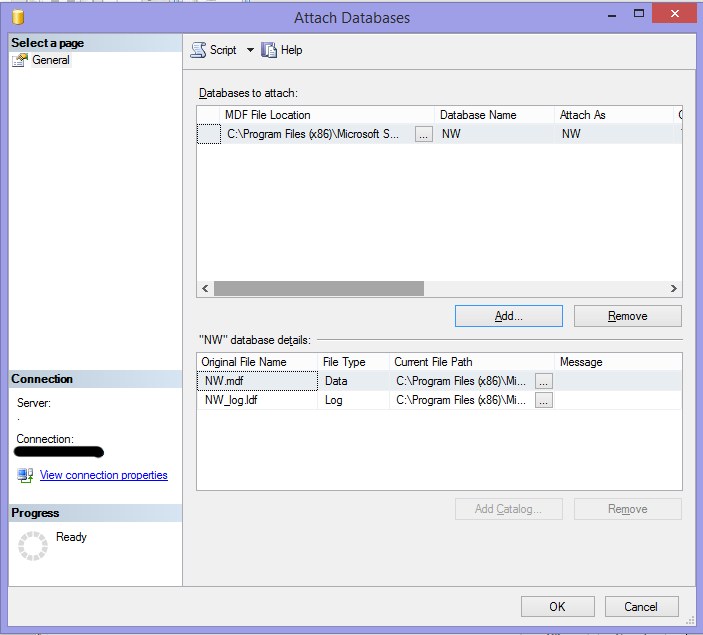 Attach Databases
Select a page
General
Script
Help
Databases to attach:
MDF File Location Database Name Attach As
C:\Program Files (x86)\Microsoft S... ... NW NW
Add... Remove
"NW" database details:
Original File Name File Type Current File Path Message
NW.mdf Data C:\Program Files (x86)\Mi... ...
NW_log.ldf Log C:\Program Files (x86)\Mi... ...
Add Catalog... Remove
Connection
Server:
.
Connection:
View connection properties
Progress
Ready
OK Cancel